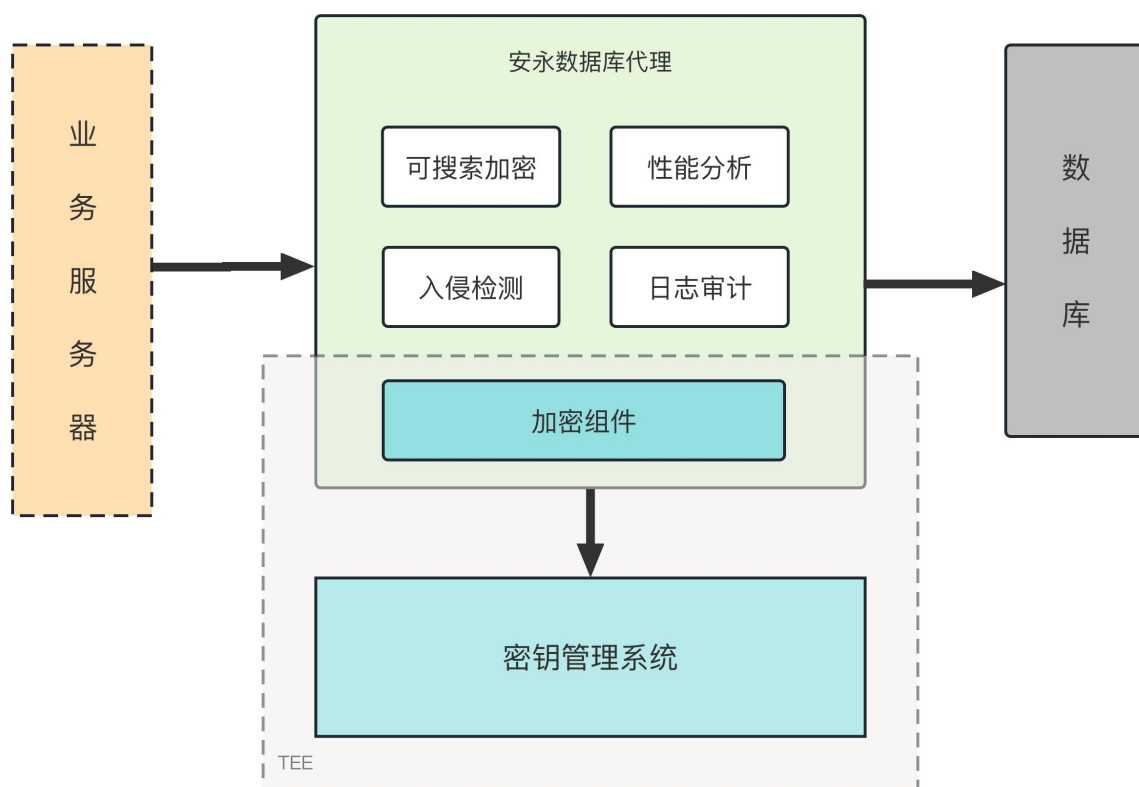 业务服务器
安永数据库代理
可搜索加密
性能分析
入侵检测
日志审计
加密组件
密钥管理系统
TEE
数据库